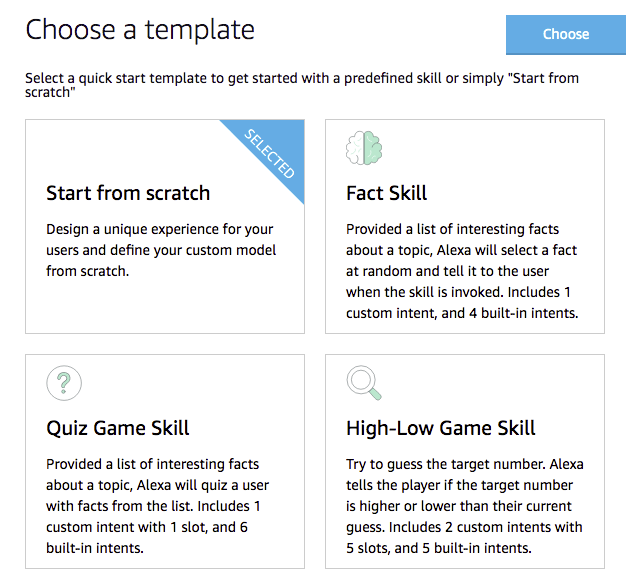 Choose a template
Choose
Select a quick start template to get started with a predefined skill or simply "Start from
scratch"
SELECTED
Start from scratch
Design a unique experience for your
users and define your custom model
from scratch.
Fact Skill
Provided a list of interesting facts
about a topic, Alexa will select a fact
at random and tell it to the user
when the skill is invoked. Includes 1
custom intent, and 4 built-in intents.
Quiz Game Skill
Provided a list of interesting facts
about a topic, Alexa will quiz a user
with facts from the list. Includes 1
custom intent with 1 slot, and 6
built-in intents.
High-Low Game Skill
Try to guess the target number. Alexa
tells the player if the target number
is higher or lower than their current
guess. Includes 2 custom intents with
5 slots, and 5 built-in intents.